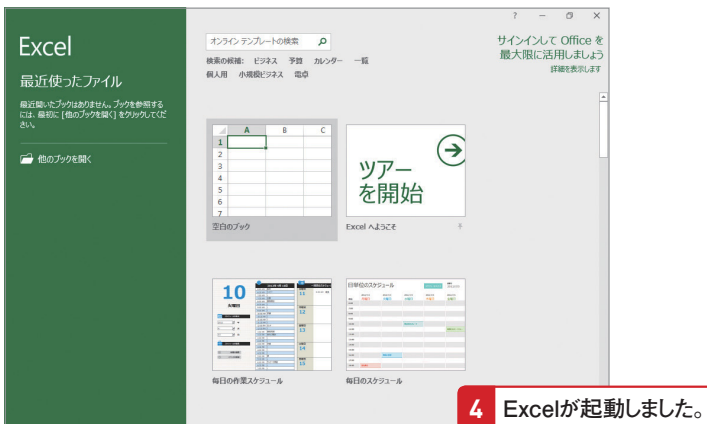 Excel
最近使ったファイル
最近開いたブックはありません。ブックを参照する
には、最初に [他のブックを開く] をクリックしてくだ
さい。
他のブックを開く
? － × 
オンライン テンプレートの検索
検索の候補: ビジネス 予算 カレンダー 一覧
個人用 小規模ビジネス 電卓
サインインして Office を
最大限に活用しましょう
詳細を表示します
A B C
1
2
3
4
5
6
7
空白のブック
ツアー
を開始
Excel へようこそ
10
11
12
13
14
15
毎日の作業スケジュール
日単位のスケジュール
毎日のスケジュール
4 Excelが起動しました。